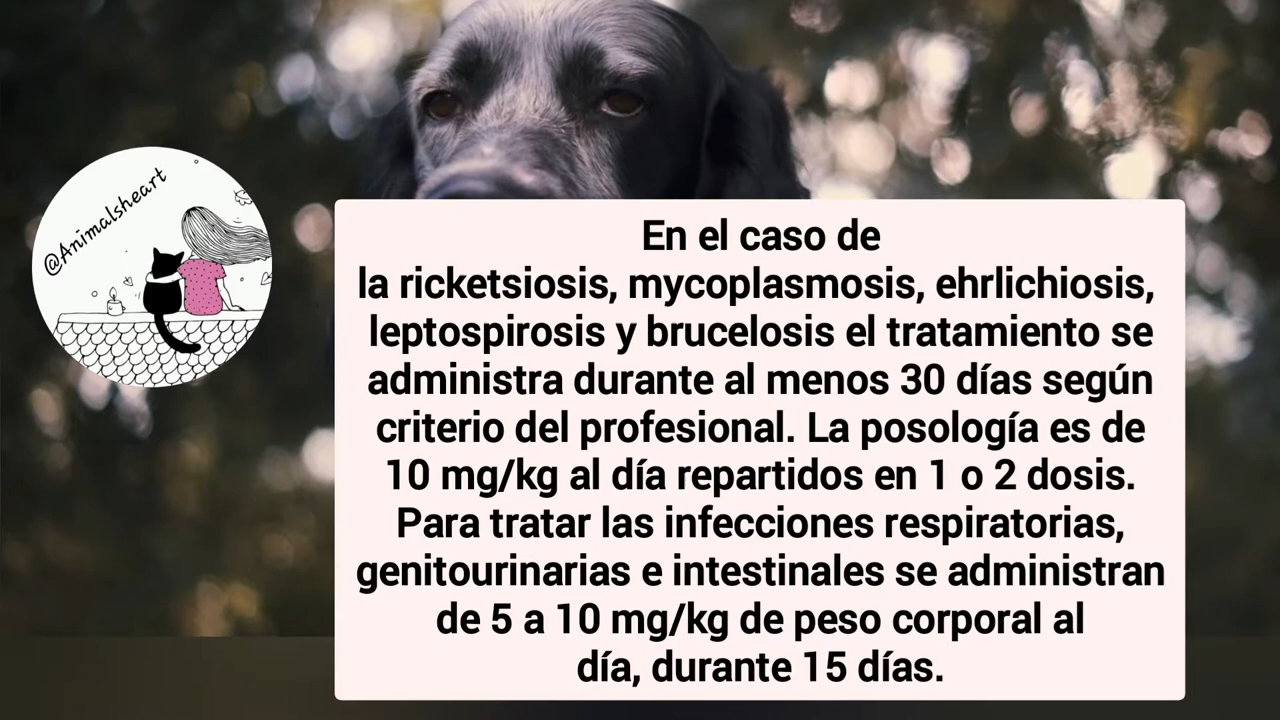 @Animalsheart
En el caso de
la ricketsiosis, mycoplasmosis, ehrlichiosis,
leptospirosis y brucelosis el tratamiento se
administra durante al menos 30 días según
criterio del profesional. La posología es de
10 mg/kg al día repartidos en 1 o 2 dosis.
Para tratar las infecciones respiratorias,
genitourinarias e intestinales se administran
de 5 a 10 mg/kg de peso corporal al
día, durante 15 días.